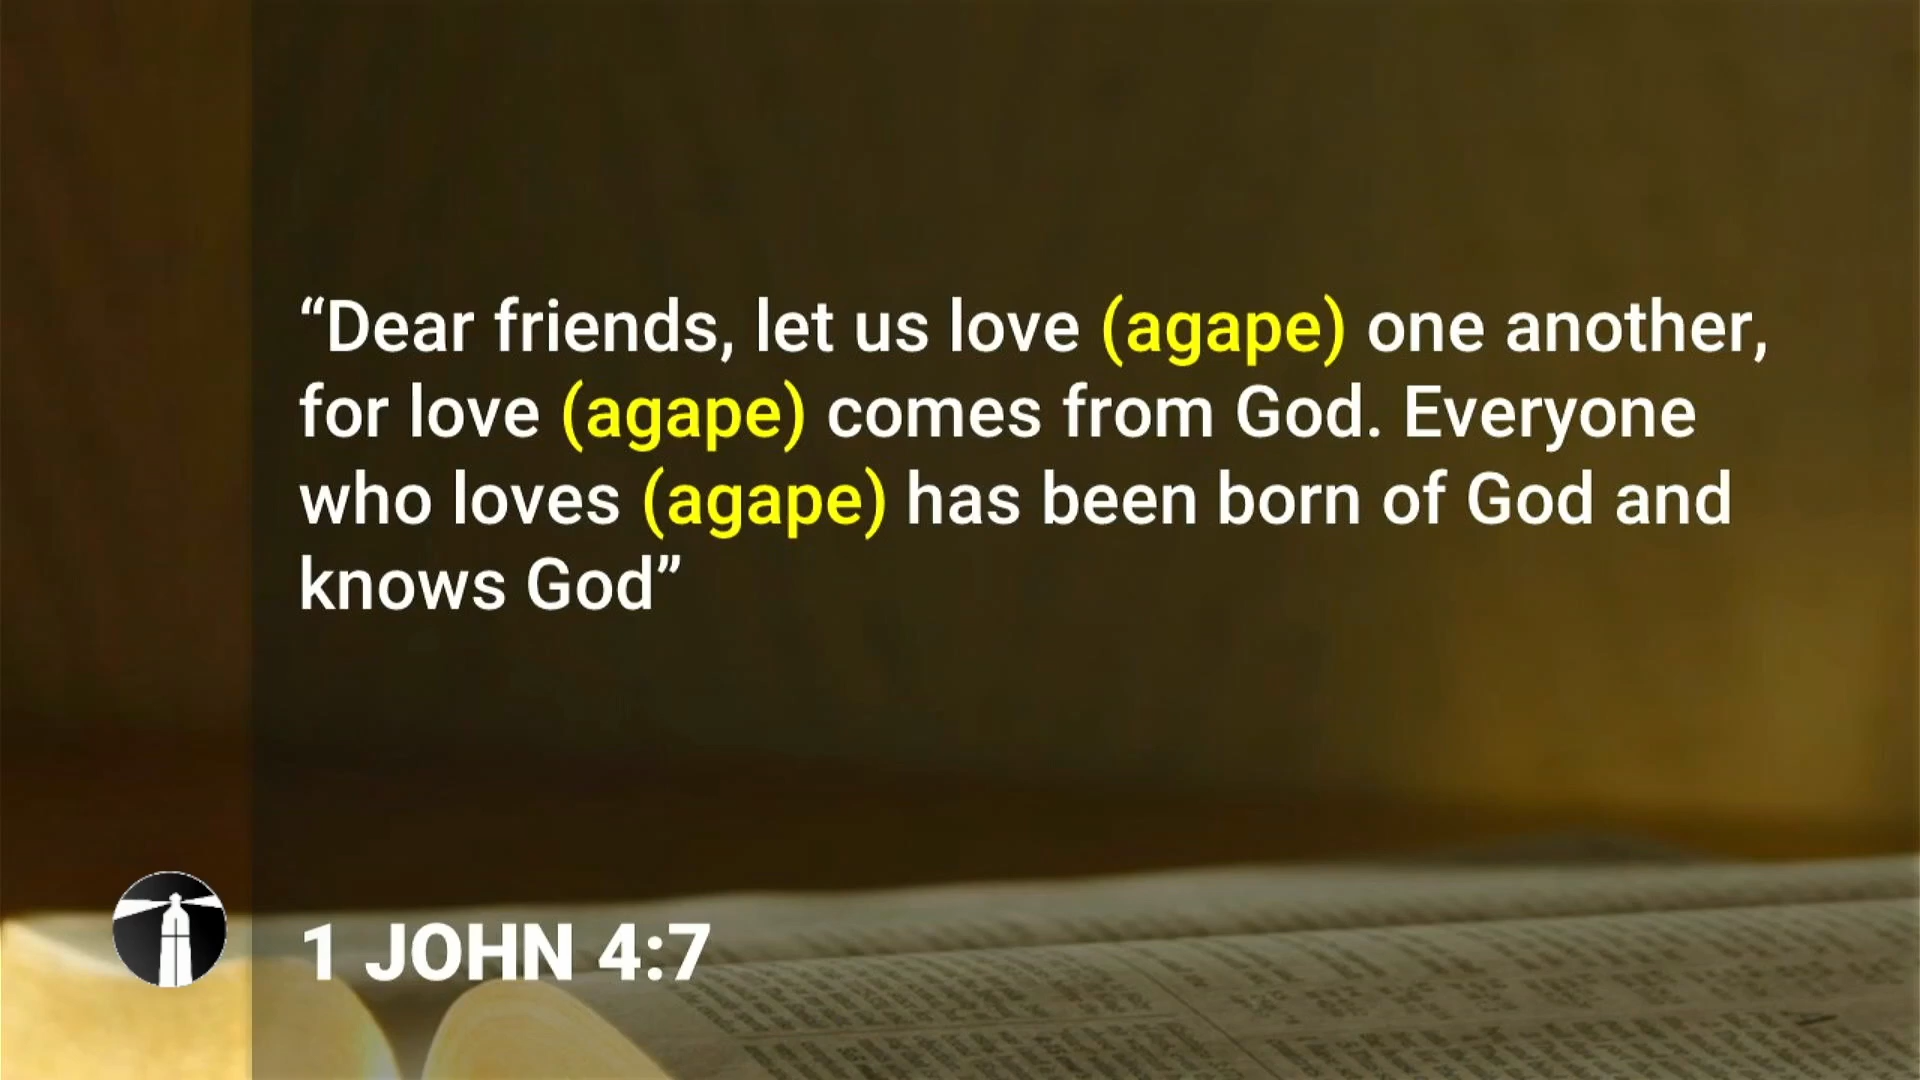 “Dear friends, let us love (agape) one another,
for love (agape) comes from God. Everyone
who loves (agape) has been born of God and
knows God”
1 JOHN 4:7